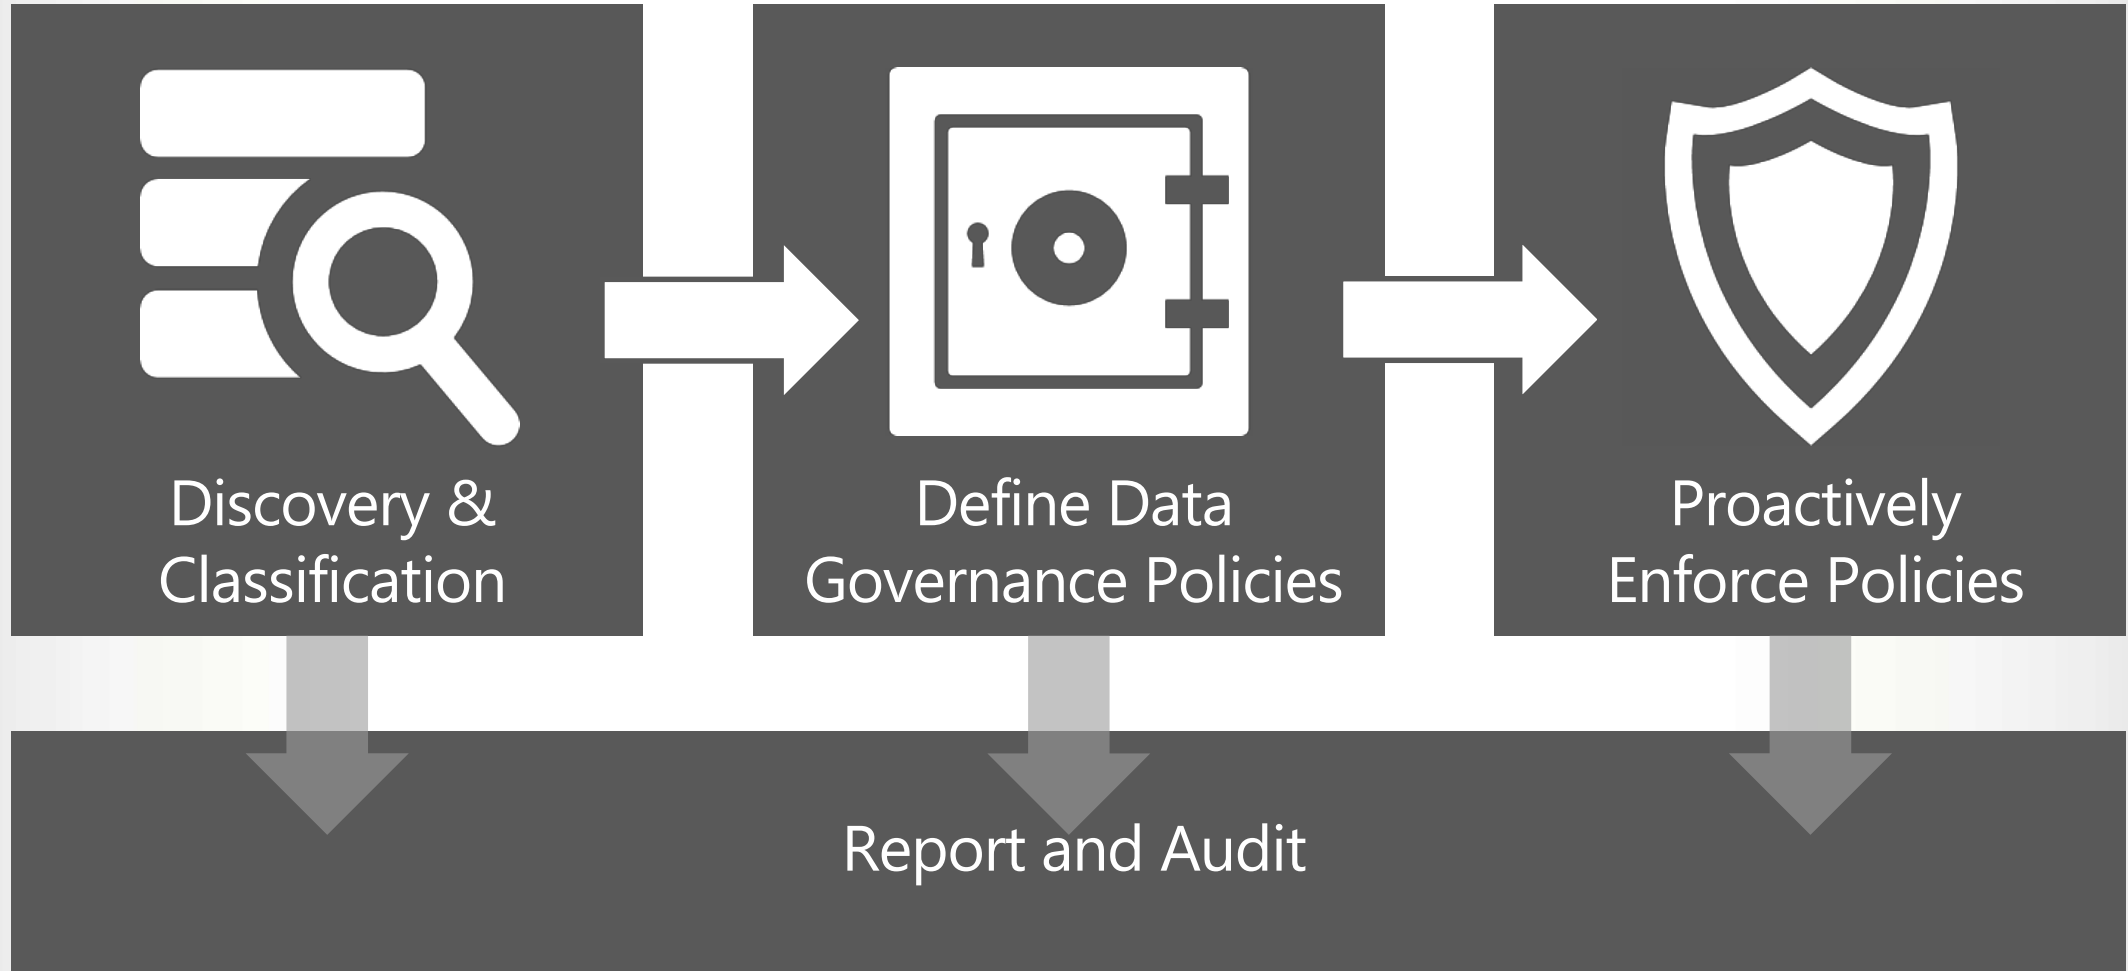 Discovery &
Classification
Define Data
Governance Policies
Proactively
Enforce Policies
Report and Audit